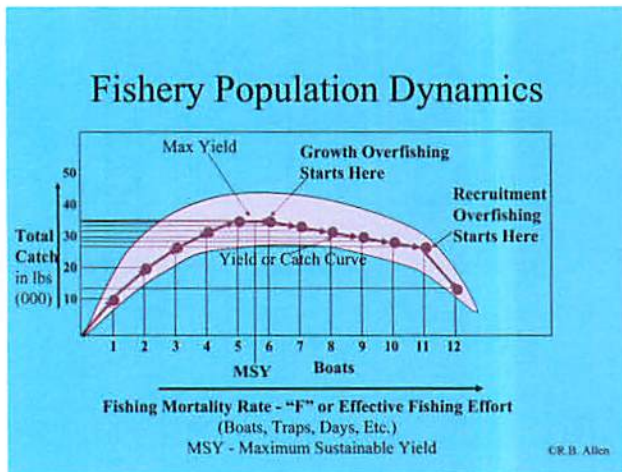 Fishery Population Dynamics
Max Yield
Growth Overfishing
Starts Here
Recruitment
Overfishing
Starts Here
50
40
30
20
10
Total
Catch
in lbs
(000)
Yield or Catch Curve
1 2 3 4 5 6 7 8 9 10 11 12
MSY
Boats
Fishing Mortality Rate - “F” or Effective Fishing Effort
(Boats, Traps, Days, Etc.)
MSY - Maximum Sustainable Yield
©R.B. Allen